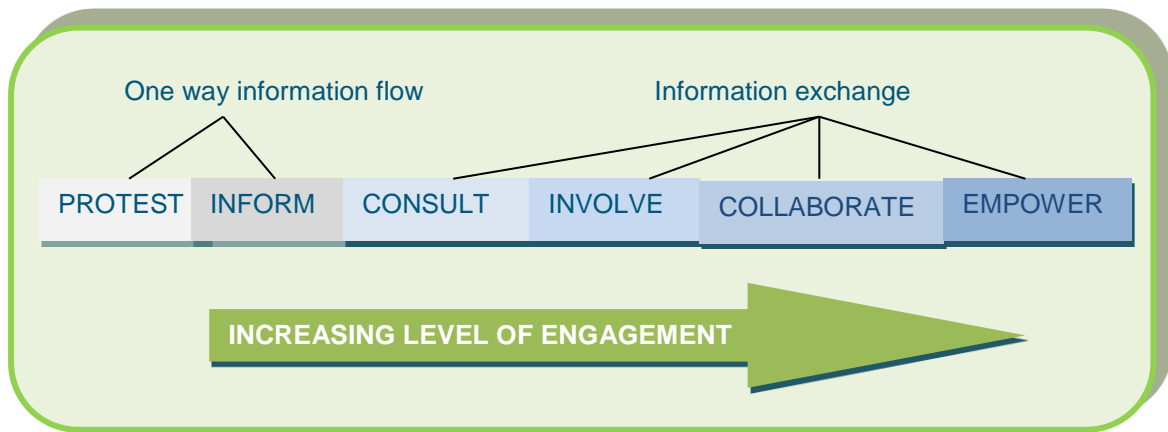 One way information flow
Information exchange
PROTEST
INFORM
CONSULT
INVOLVE
COLLABORATE
EMPOWER
INCREASING LEVEL OF ENGAGEMENT